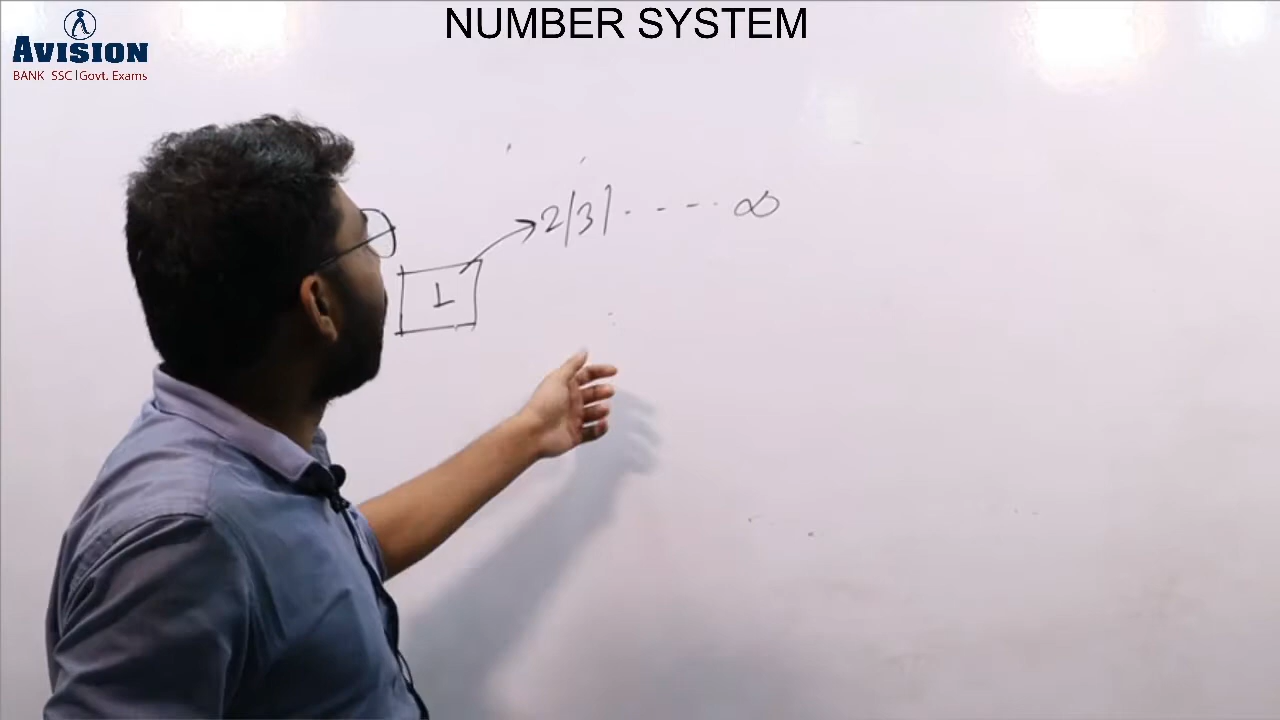 NUMBER SYSTEM
AVISION
BANK SSC|Govt. Exams
2|3|- - - - ∞
1